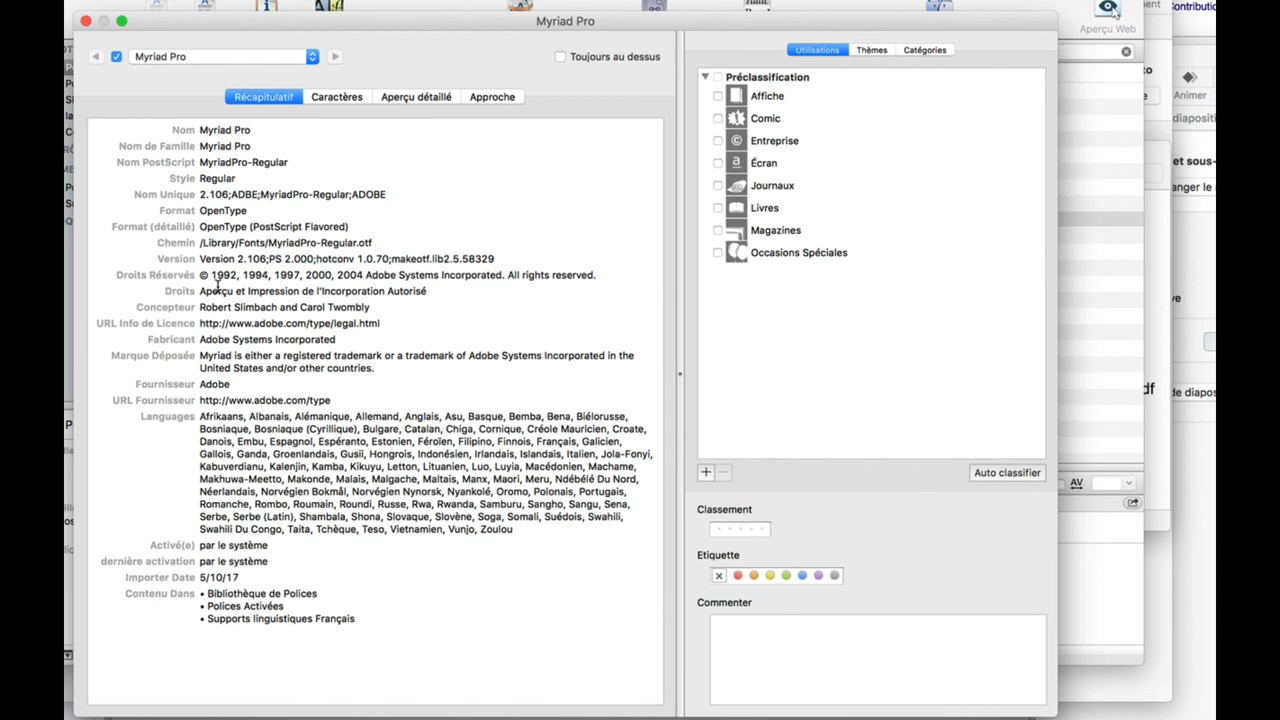 Myriad Pro
Contribution
Aperçu Web
Myriad Pro
Toujours au dessus
Récapitulatif
Caractères
Aperçu détaillé
Approche
Nom Myriad Pro
Nom de Famille Myriad Pro
Nom PostScript MyriadPro-Regular
Style Regular
Nom Unique 2.106;ADBE;MyriadPro-Regular;ADOBE
Format OpenType
Format (détaillé) OpenType (PostScript Flavored)
Chemin /Library/Fonts/MyriadPro-Regular.otf
Version Version 2.106;PS 2.000;hotconv 1.0.70;makeotf.lib2.5.58329
Droits Réservés © 1992, 1994, 1997, 2000, 2004 Adobe Systems Incorporated. All rights reserved.
Droits Aperçu et Impression de l'Incorporation Autorisé
Concepteur Robert Slimbach and Carol Twombly
URL Info de Licence http://www.adobe.com/type/legal.html
Fabricant Adobe Systems Incorporated
Marque Déposée Myriad is either a registered trademark or a trademark of Adobe Systems Incorporated in the
United States and/or other countries.
Fournisseur Adobe
URL Fournisseur http://www.adobe.com/type
Languages Afrikaans, Albanais, Alémanique, Allemand, Anglais, Asu, Basque, Bemba, Bena, Biélorusse,
Bosniaque, Bosniaque (Cyrillique), Bulgare, Catalan, Chiga, Cornique, Créole Mauricien, Croate,
Danois, Embu, Espagnol, Espéranto, Estonien, Féroïen, Filipino, Finnois, Français, Galicien,
Gallois, Ganda, Groenlandais, Gusii, Hongrois, Indonésien, Irlandais, Islandais, Italien, Jola-Fonyi,
Kabuverdianu, Kalenjin, Kamba, Kikuyu, Letton, Lituanien, Luo, Luyia, Macédonien, Machame,
Makhuwa-Meetto, Makonde, Malais, Malgache, Maltais, Manx, Maori, Meru, Ndébélé Du Nord,
Néerlandais, Norvégien Bokmål, Norvégien Nynorsk, Nyankolé, Oromo, Polonais, Portugais,
Romanche, Rombo, Roumain, Roundi, Russe, Rwa, Rwanda, Samburu, Sangho, Sangu, Sena,
Serbe, Serbe (Latin), Shambala, Shona, Slovaque, Slovène, Soga, Somali, Suédois, Swahili,
Swahili Du Congo, Taita, Tchèque, Teso, Vietnamien, Vunjo, Zoulou
Activé(e) par le système
dernière activation par le système
Importer Date 5/10/17
Contenu Dans • Bibliothèque de Polices
• Polices Activées
• Supports linguistiques Français
Utilisations
Thèmes
Catégories
Préclassification
Affiche
Comic
Entreprise
Écran
Journaux
Livres
Magazines
Occasions Spéciales
Auto classifier
Classement
Etiquette
Commenter
AV
Animer
et sous-
de diapos